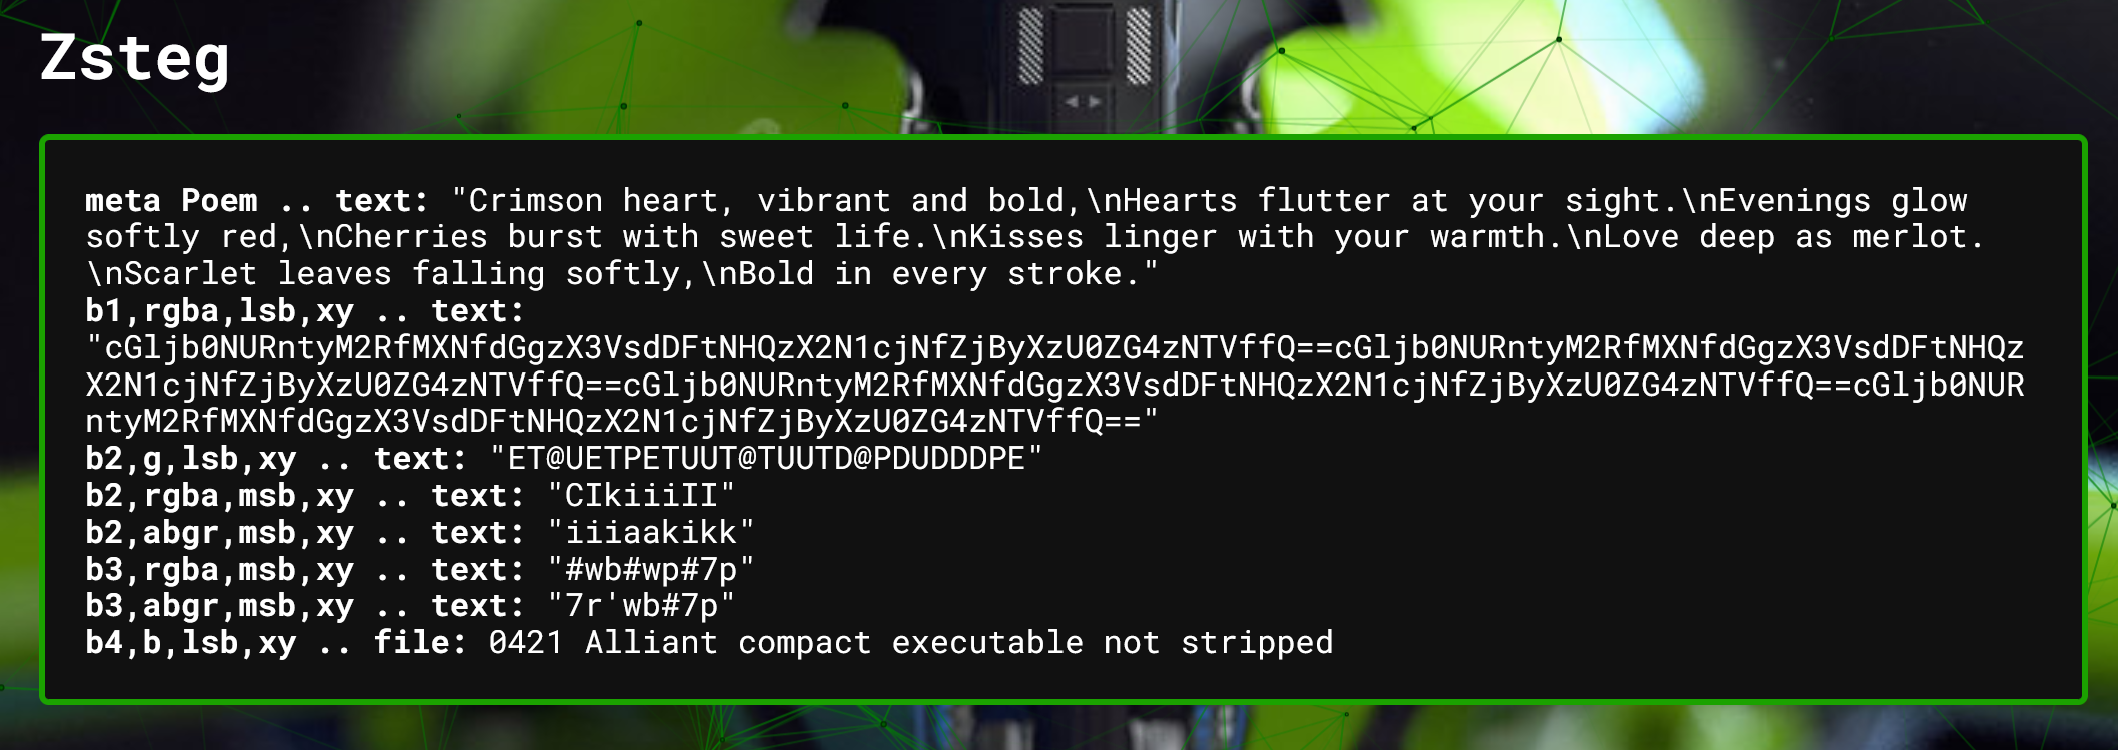 Zsteg
meta Poem .. text: "Crimson heart, vibrant and bold,\nHearts flutter at your sight.\nEvenings glow
softly red,\nCherries burst with sweet life.\nKisses linger with your warmth.\nLove deep as merlot.
\nScarlet leaves falling softly,\nBold in every stroke."
b1,rgba,lsb,xy .. text:
"cGljb0NURntyM2RfMXNfdGgzX3VsdDFtNHQzX2N1cjNfZjByXzU0ZG4zNTVffQ==cGljb0NURntyM2RfMXNfdGgzX3VsdDFtNHQz
X2N1cjNfZjByXzU0ZG4zNTVffQ==cGljb0NURntyM2RfMXNfdGgzX3VsdDFtNHQzX2N1cjNfZjByXzU0ZG4zNTVffQ==cGljb0NUR
ntyM2RfMXNfdGgzX3VsdDFtNHQzX2N1cjNfZjByXzU0ZG4zNTVffQ=="
b2,g,lsb,xy .. text: "ET@UETPETUUT@TUUTD@PDUDDDPE"
b2,rgba,msb,xy .. text: "CIkiiiII"
b2,abgr,msb,xy .. text: "iiiaakikk"
b3,rgba,msb,xy .. text: "#wb#wp#7p"
b3,abgr,msb,xy .. text: "7r'wb#7p"
b4,b,lsb,xy .. file: 0421 Alliant compact executable not stripped